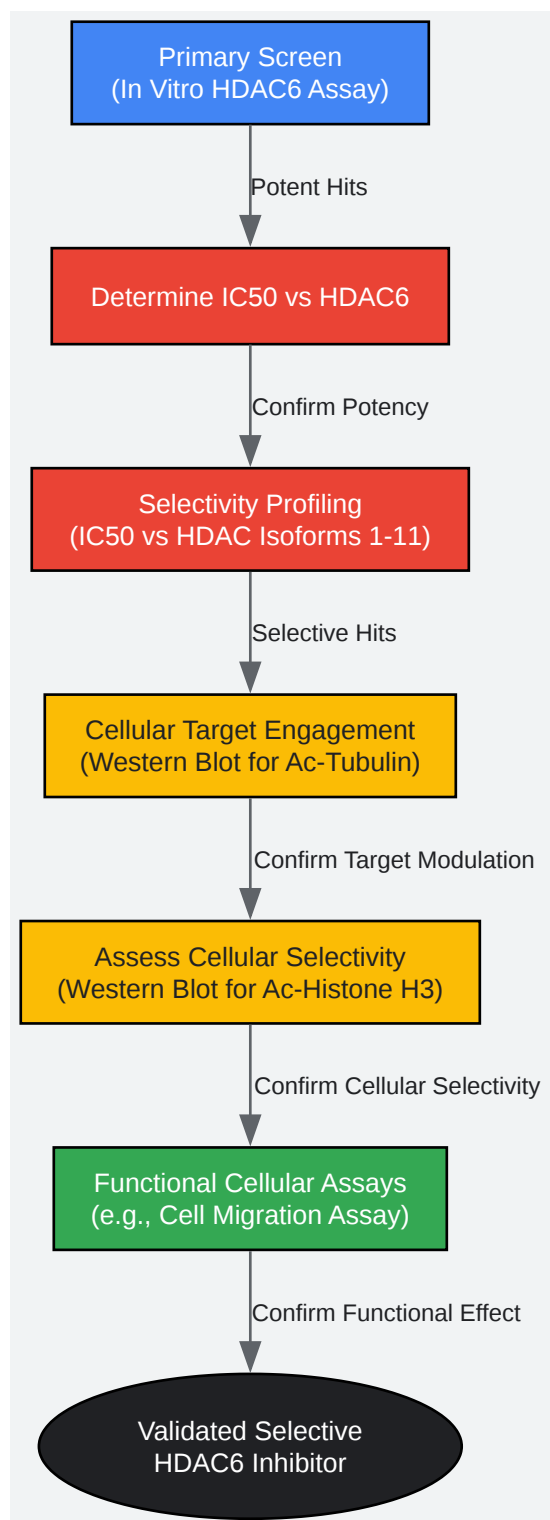 Primary Screen
(In Vitro HDAC6 Assay)
Potent Hits
Determine IC50 vs HDAC6
Confirm Potency
Selectivity Profiling
(IC50 vs HDAC Isoforms 1-11)
Selective Hits
Cellular Target Engagement
(Western Blot for Ac-Tubulin)
Confirm Target Modulation
Assess Cellular Selectivity
(Western Blot for Ac-Histone H3)
Confirm Cellular Selectivity
Functional Cellular Assays
(e.g., Cell Migration Assay)
Confirm Functional Effect
Validated Selective
HDAC6 Inhibitor